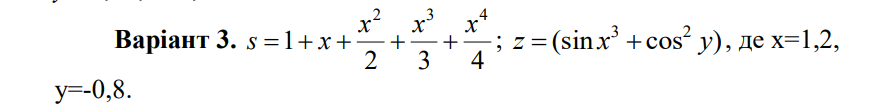 Варіант 3. s = 1 + x + x²/2 + x³/3 + x⁴/4; z = (sin x³ + cos² y), де x=1,2,
y=-0,8.